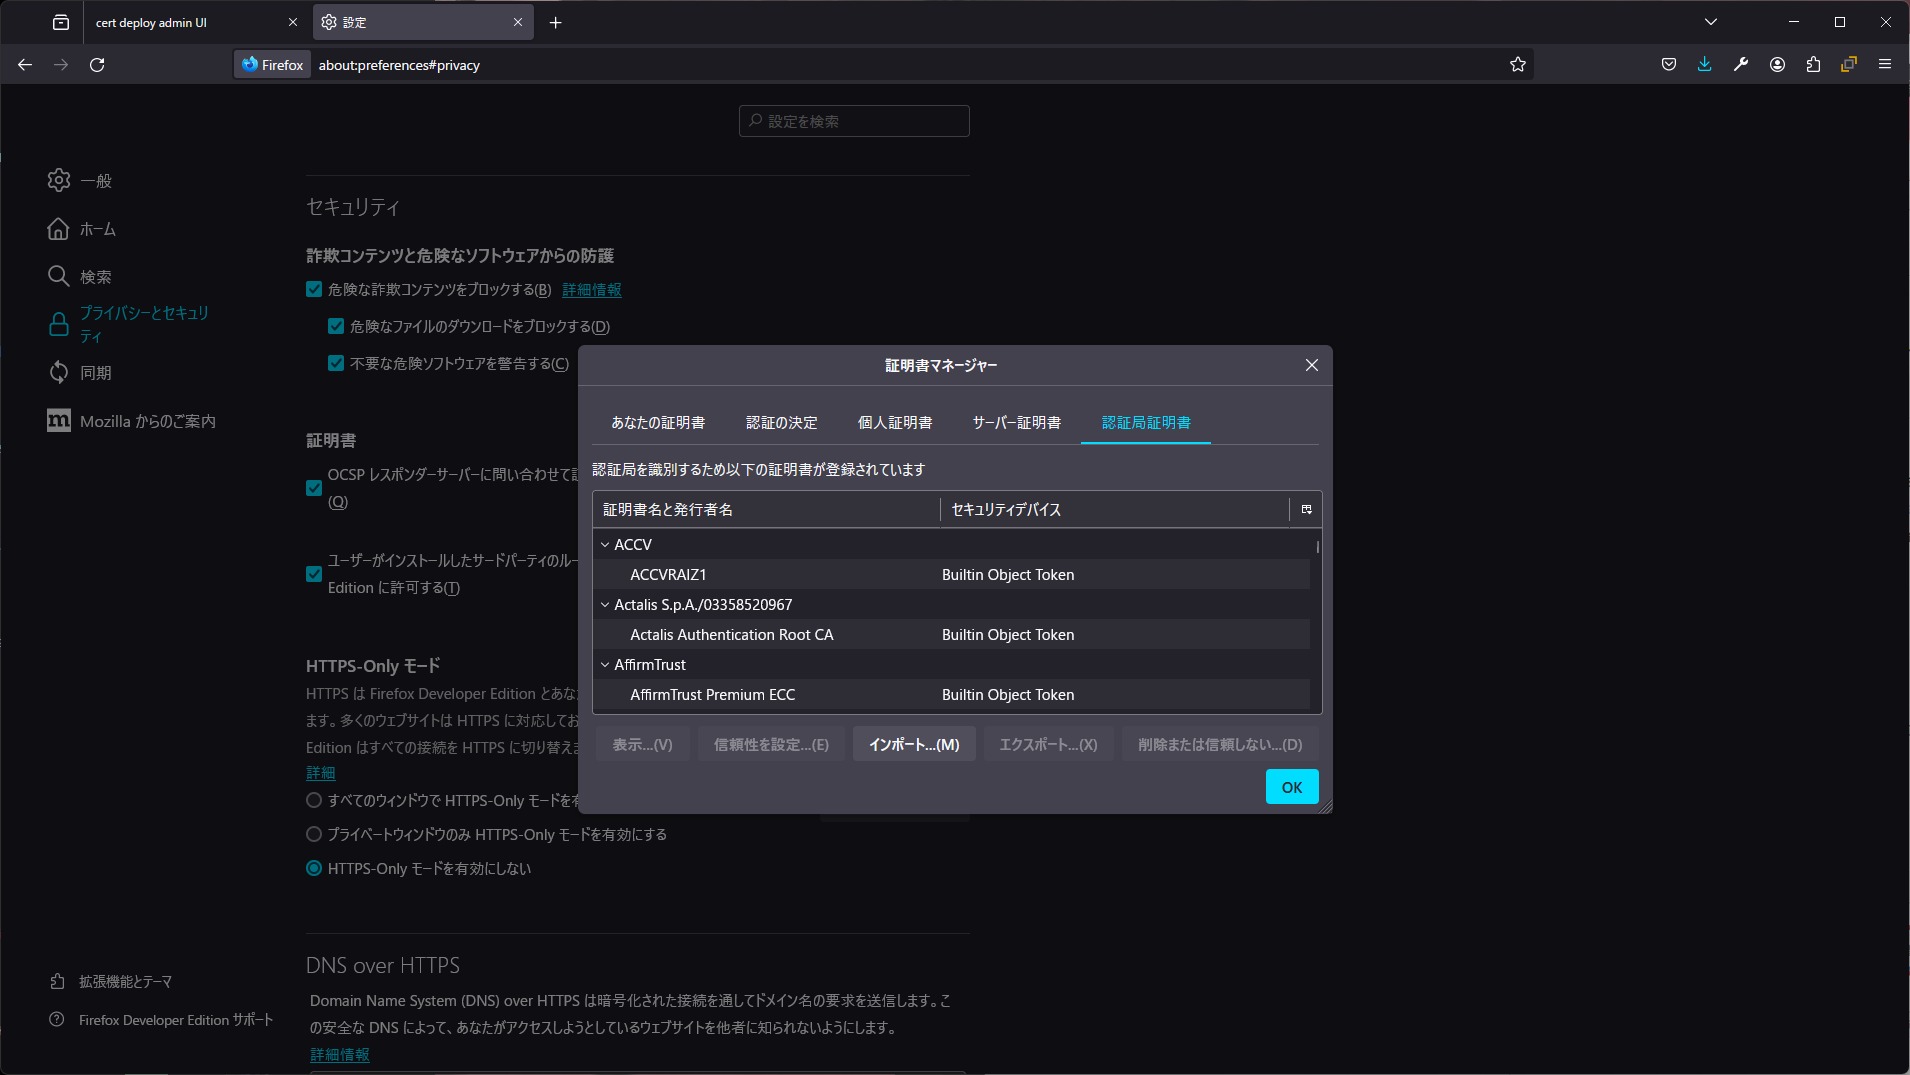 cert deploy admin UI
設定
Firefox
about:preferences#privacy
設定を検索
一般
ホーム
検索
プライバシーとセキュリ
ティ
同期
Mozilla からのご案内
拡張機能とテーマ
Firefox Developer Edition サポート
セキュリティ
詐欺コンテンツと危険なソフトウェアからの防護
危険な詐欺コンテンツをブロックする(B) 詳細情報
危険なファイルのダウンロードをブロックする(D)
不要な危険ソフトウェアを警告する(C)
証明書
OCSP レスポンダーサーバーに問い合わせて
(Q)
ユーザーがインストールしたサードパーティのルー
Edition に許可する(T)
HTTPS-Only モード
HTTPS は Firefox Developer Edition とあな
ます。多くのウェブサイトは HTTPS に対応してお
Edition はすべての接続を HTTPS に切り替え
詳細
すべてのウィンドウで HTTPS-Only モードを有
プライベートウィンドウのみ HTTPS-Only モードを有効にする
HTTPS-Only モードを有効にしない
DNS over HTTPS
Domain Name System (DNS) over HTTPS は暗号化された接続を通してドメイン名の要求を送信します。こ
の安全な DNS によって、あなたがアクセスしようとしているウェブサイトを他者に知られないようにします。
詳細情報
証明書マネージャー
あなたの証明書 認証の決定 個人証明書 サーバー証明書 認証局証明書
認証局を識別するため以下の証明書が登録されています
証明書名と発行者名 セキュリティデバイス
ACCV
ACCVRAIZ1 Builtin Object Token
Actalis S.p.A./03358520967
Actalis Authentication Root CA Builtin Object Token
AffirmTrust
AffirmTrust Premium ECC Builtin Object Token
表示...(V) 信頼性を設定...(E) インポート...(M) エクスポート...(X) 削除または信頼しない...(D)
OK